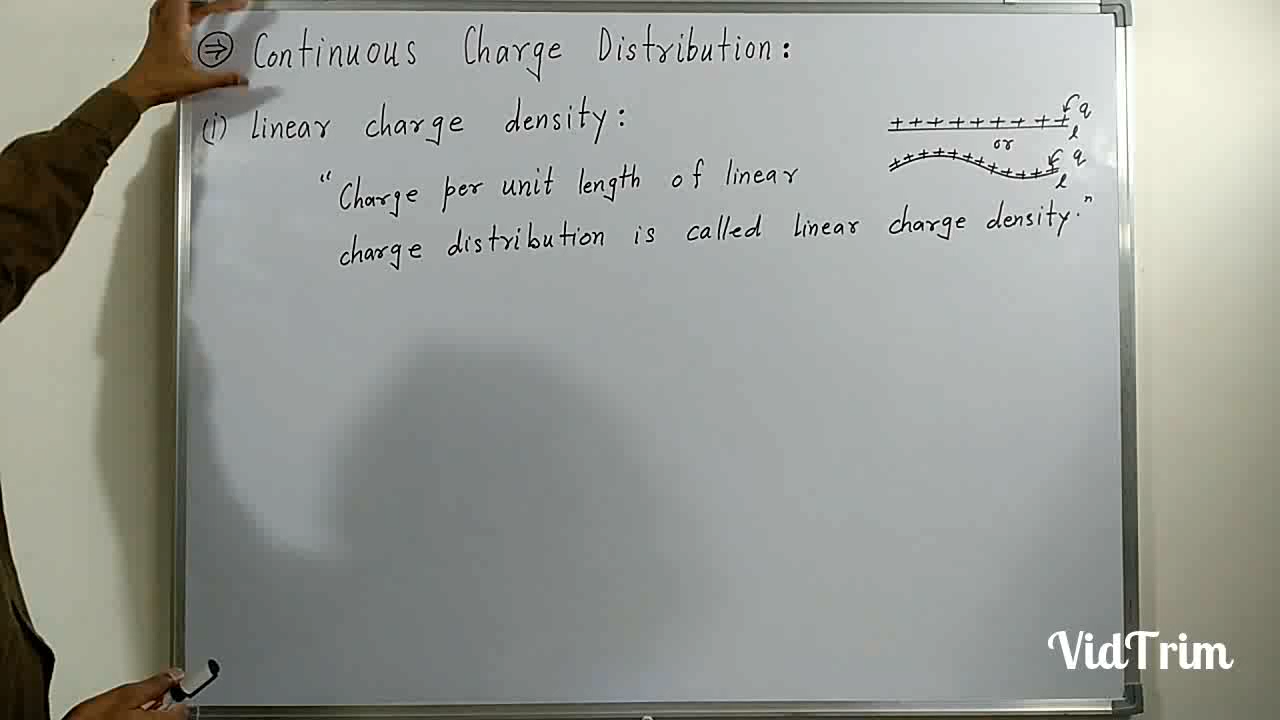 ⇒ Continuous Charge Distribution:
(i) Linear charge density:
+ + + + + + + + + q
l
or
+ + + + + + + + + + + + q
l
"Charge per unit length of linear
charge distribution is called linear charge density."
VidTrim